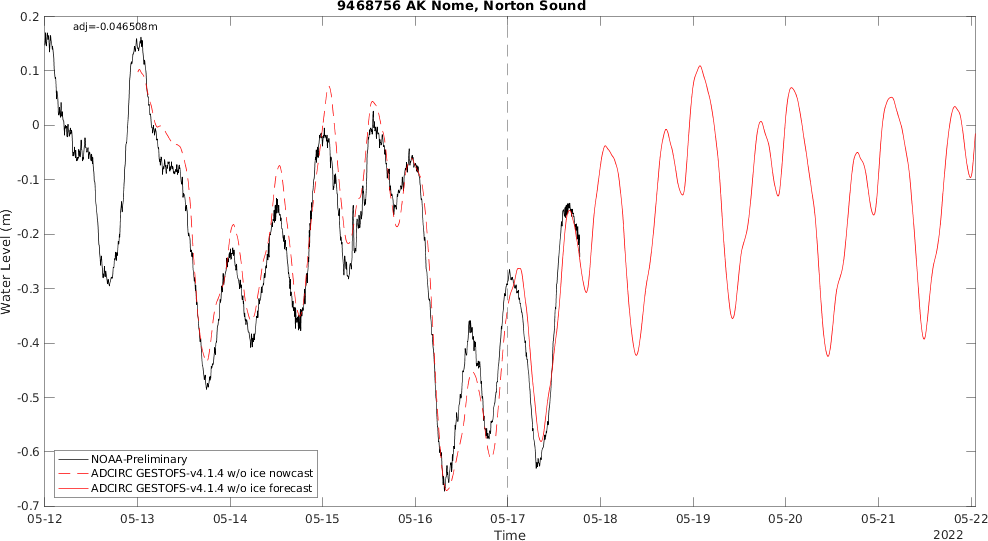 9468756 AK Nome, Norton Sound
adj=-0.046508m
0.2
0.1
0
-0.1
-0.2
-0.3
-0.4
-0.5
-0.6
-0.7
Water Level (m)
NOAA-Preliminary
ADCIRC GESTOFS-v4.1.4 w/o ice nowcast
ADCIRC GESTOFS-v4.1.4 w/o ice forecast
05-12 05-13 05-14 05-15 05-16 05-17 05-18 05-19 05-20 05-21 05-22
Time
2022